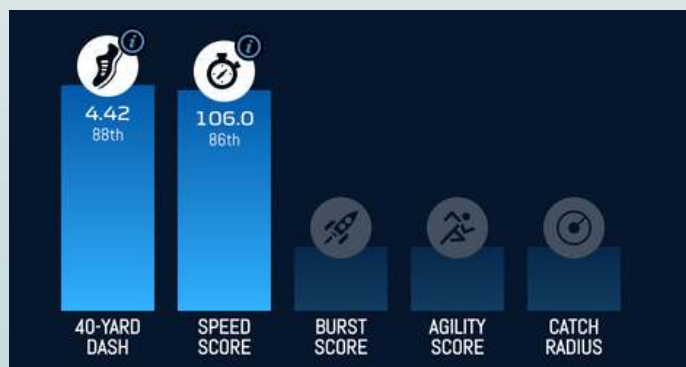 4.42
88th
106.0
86th
40-YARD
DASH
SPEED
SCORE
BURST
SCORE
AGILITY
SCORE
CATCH
RADIUS